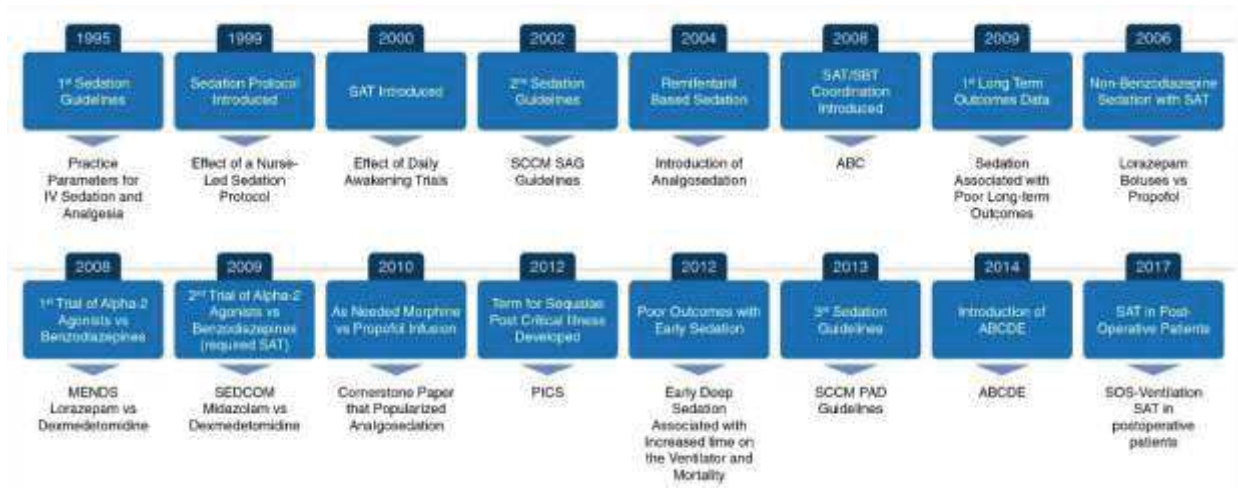 1995
1st Sedation
Guidelines
Practice
Parameters for
IV Sedation and
Analgesia
1999
Sedation Protocol
Introduced
Effect of a Nurse-
Led Sedation
Protocol
2000
SAT Introduced
Effect of Daily
Awakening Trials
2002
2nd Sedation
Guidelines
SCCM SAG
Guidelines
2004
Remifentanil
Based Sedation
Introduction of
Analgosedation
2008
SAT/SBT
Coordination
Introduced
ABC
2009
1st Long Term
Outcomes Data
Sedation
Associated with
Poor Long-term
Outcomes
2006
Non-Benzodiazepine
Sedation with SAT
Lorazepam
Boluses vs
Propofol
2008
1st Trial of Alpha-2
Agonists vs
Benzodiazepines
MENDS
Lorazepam vs
Dexmedetomidine
2009
2nd Trial of Alpha-2
Agonists vs
Benzodiazepines
(required SAT)
SEDCOM
Midazolam vs
Dexmedetomidine
2010
As Needed Morphine
vs Propofol Infusion
Cornerstone Paper
that Popularized
Analgosedation
2012
Term for
Post Critical Illness
Developed
PICS
2012
Poor Outcomes with
Early Sedation
Early Deep
Sedation
Associated with
Increased time on
the Ventilator and
Mortality
2013
3rd Sedation
Guidelines
SCCM PAD
Guidelines
2014
Introduction of
ABCDE
ABCDE
2017
SAT in Post-
Operative Patients
SOS-Ventilation
SAT in
postoperative
patients